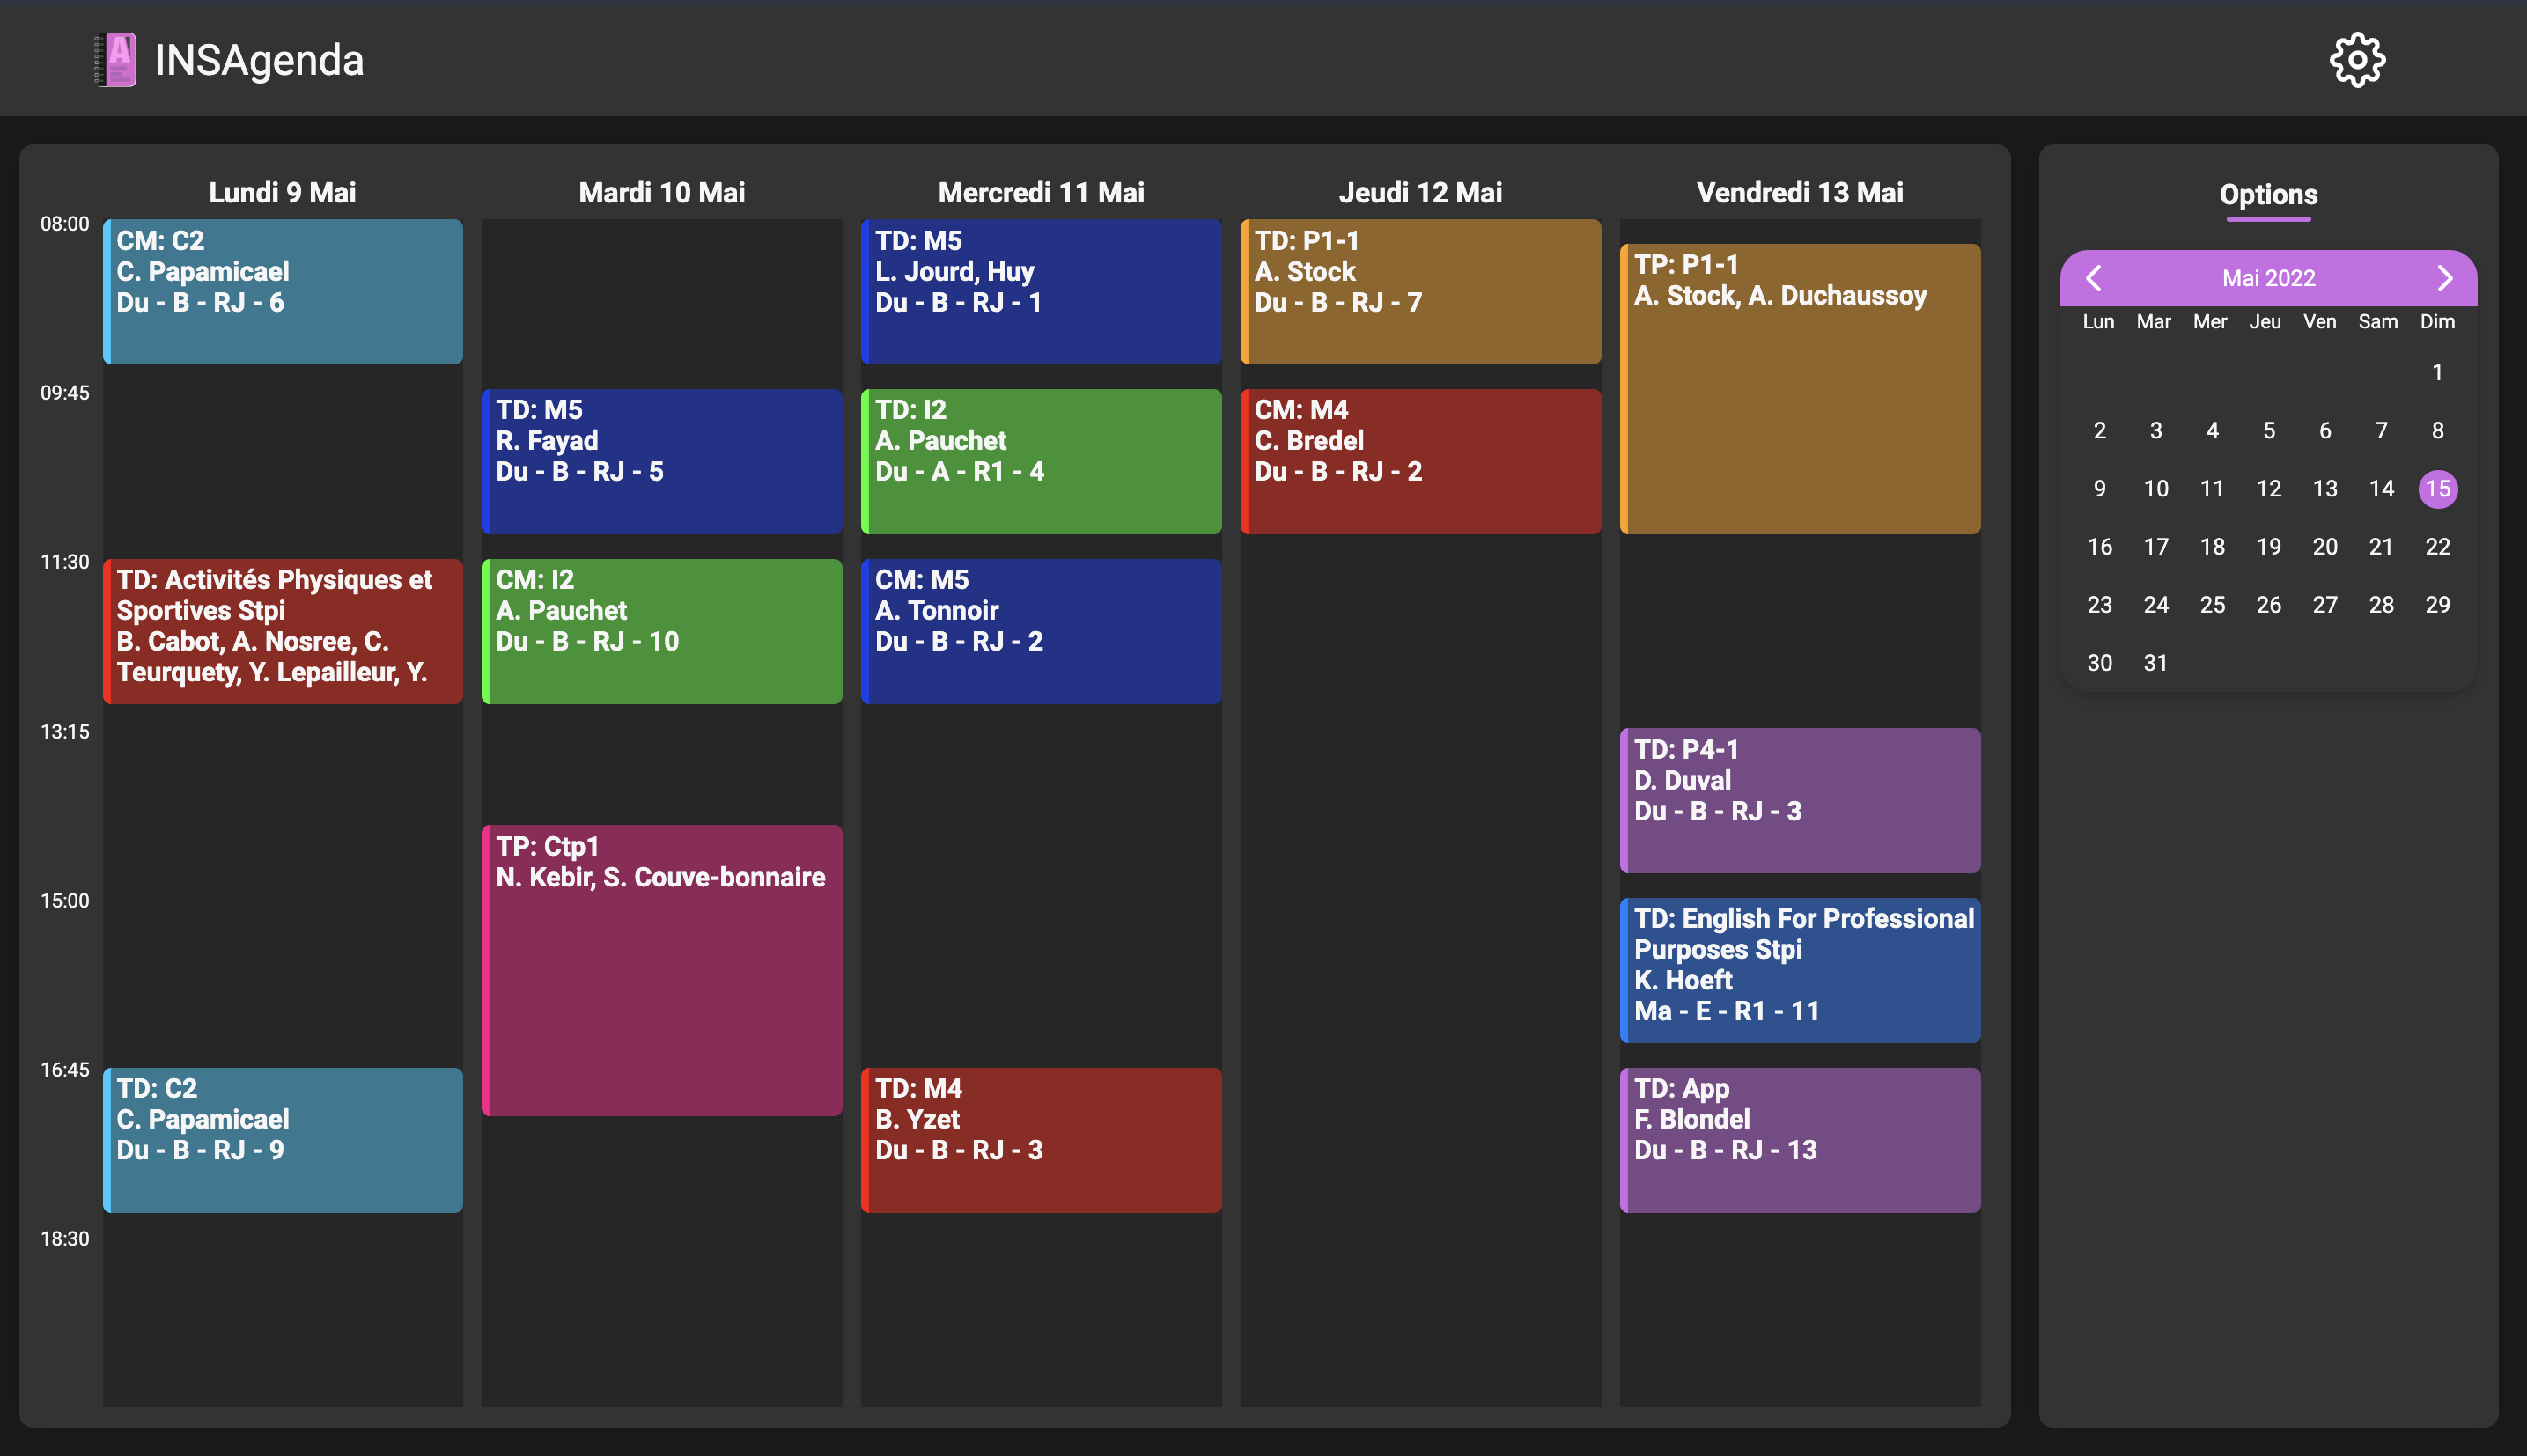 INSAgenda
Lundi 9 Mai
Mardi 10 Mai
Mercredi 11 Mai
Jeudi 12 Mai
Vendredi 13 Mai
08:00
09:45
11:30
13:15
15:00
16:45
18:30
CM: C2
C. Papamicael
Du - B - RJ - 6
TD: Activités Physiques et
Sportives Stpi
B. Cabot, A. Nosree, C.
Teurquety, Y. Lepailleur, Y.
TD: C2
C. Papamicael
Du - B - RJ - 9
TD: M5
R. Fayad
Du - B - RJ - 5
CM: I2
A. Pauchet
Du - B - RJ - 10
TP: Ctp1
N. Kebir, S. Couve-bonnaire
TD: M5
L. Jourd, Huy
Du - B - RJ - 1
TD: I2
A. Pauchet
Du - A - R1 - 4
CM: M5
A. Tonnoir
Du - B - RJ - 2
TD: M4
B. Yzet
Du - B - RJ - 3
TD: P1-1
A. Stock
Du - B - RJ - 7
CM: M4
C. Bredel
Du - B - RJ - 2
TP: P1-1
A. Stock, A. Duchaussoy
TD: P4-1
D. Duval
Du - B - RJ - 3
TD: English For Professional
Purposes Stpi
K. Hoeft
Ma - E - R1 - 11
TD: App
F. Blondel
Du - B - RJ - 13
Options
Mai 2022
Lun Mar Mer Jeu Ven Sam Dim
1
2 3 4 5 6 7 8
9 10 11 12 13 14 15
16 17 18 19 20 21 22
23 24 25 26 27 28 29
30 31